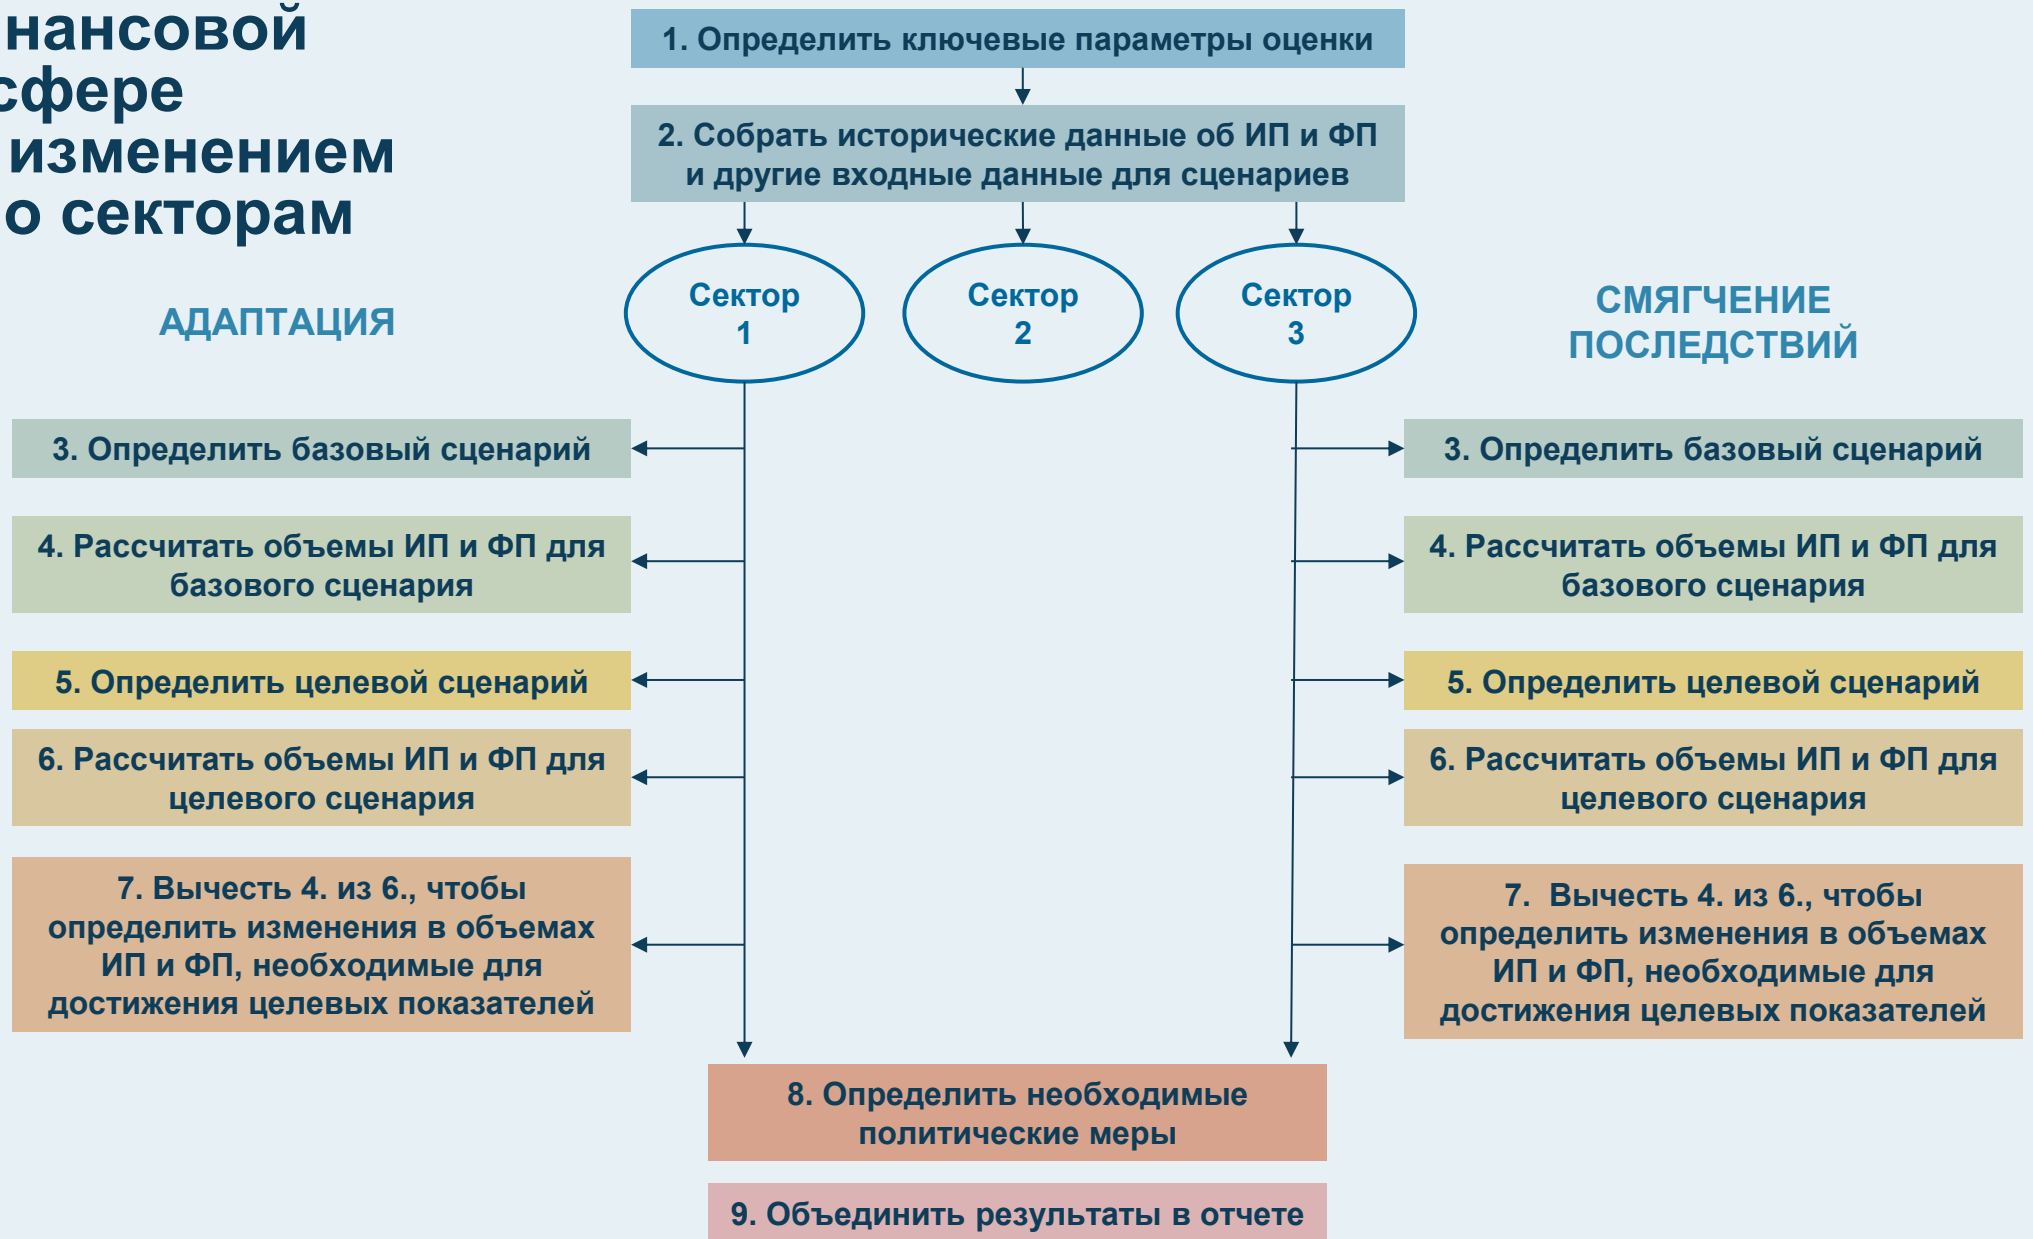 нансовой
сфере
изменением
о секторам
1. Определить ключевые параметры оценки
2. Собрать исторические данные об ИП и ФП
и другие входные данные для сценариев
Сектор
1
Сектор
2
Сектор
3
АДАПТАЦИЯ
СМЯГЧЕНИЕ
ПОСЛЕДСТВИЙ
3. Определить базовый сценарий
4. Рассчитать объемы ИП и ФП для
базового сценария
5. Определить целевой сценарий
6. Рассчитать объемы ИП и ФП для
целевого сценария
7. Вычесть 4. из 6., чтобы
определить изменения в объемах
ИП и ФП, необходимые для
достижения целевых показателей
3. Определить базовый сценарий
4. Рассчитать объемы ИП и ФП для
базового сценария
5. Определить целевой сценарий
6. Рассчитать объемы ИП и ФП для
целевого сценария
7. Вычесть 4. из 6., чтобы
определить изменения в объемах
ИП и ФП, необходимые для
достижения целевых показателей
8. Определить необходимые
политические меры
9. Объединить результаты в отчете